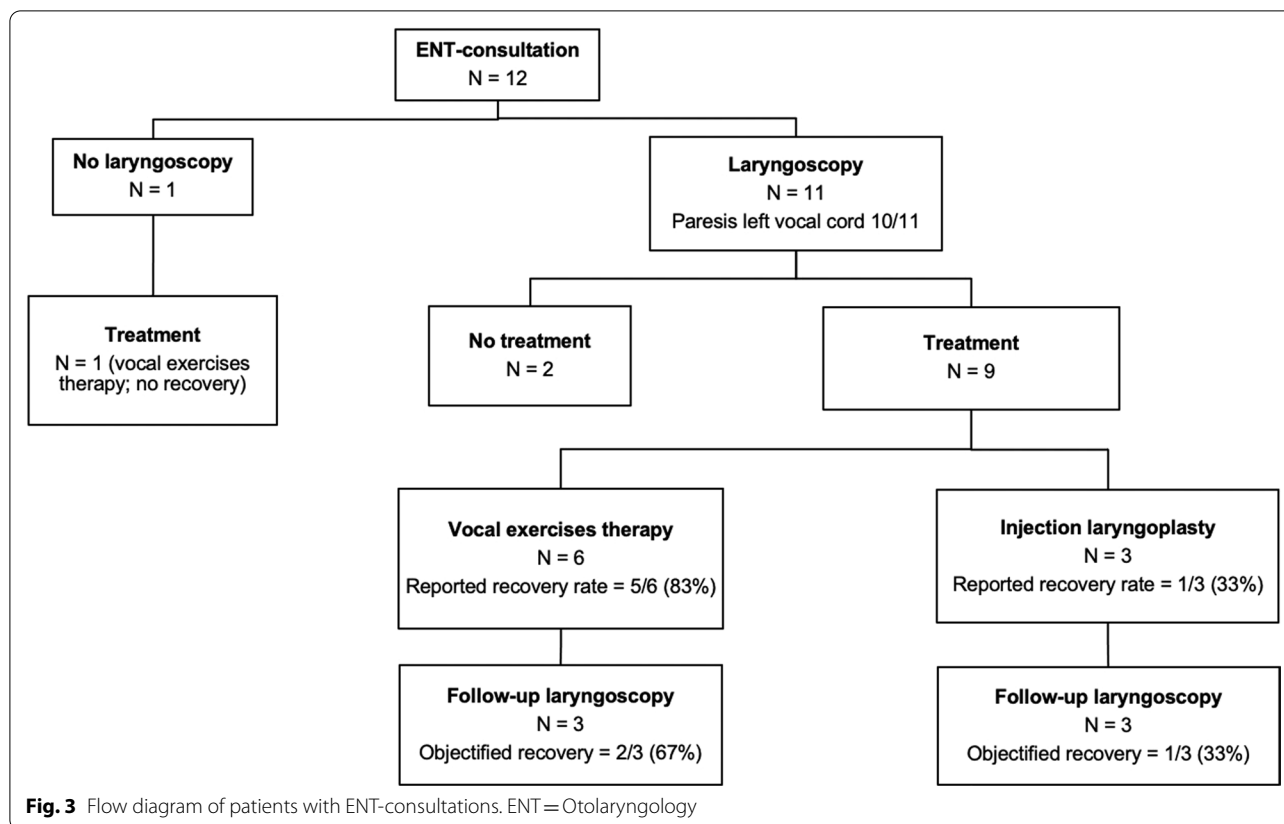 ENT-consultation
N = 12
No laryngoscopy
N = 1
Laryngoscopy
N = 11
Paresis left vocal cord 10/11
Treatment
N = 1 (vocal exercises
therapy; no recovery)
No treatment
N = 2
Treatment
N = 9
Vocal exercises therapy
N = 6
Reported recovery rate = 5/6 (83%)
Injection laryngoplasty
N = 3
Reported recovery rate = 1/3 (33%)
Follow-up laryngoscopy
N = 3
Objectified recovery = 2/3 (67%)
Follow-up laryngoscopy
N = 3
Objectified recovery = 1/3 (33%)
Fig. 3 Flow diagram of patients with ENT-consultations. ENT = Otolaryngology